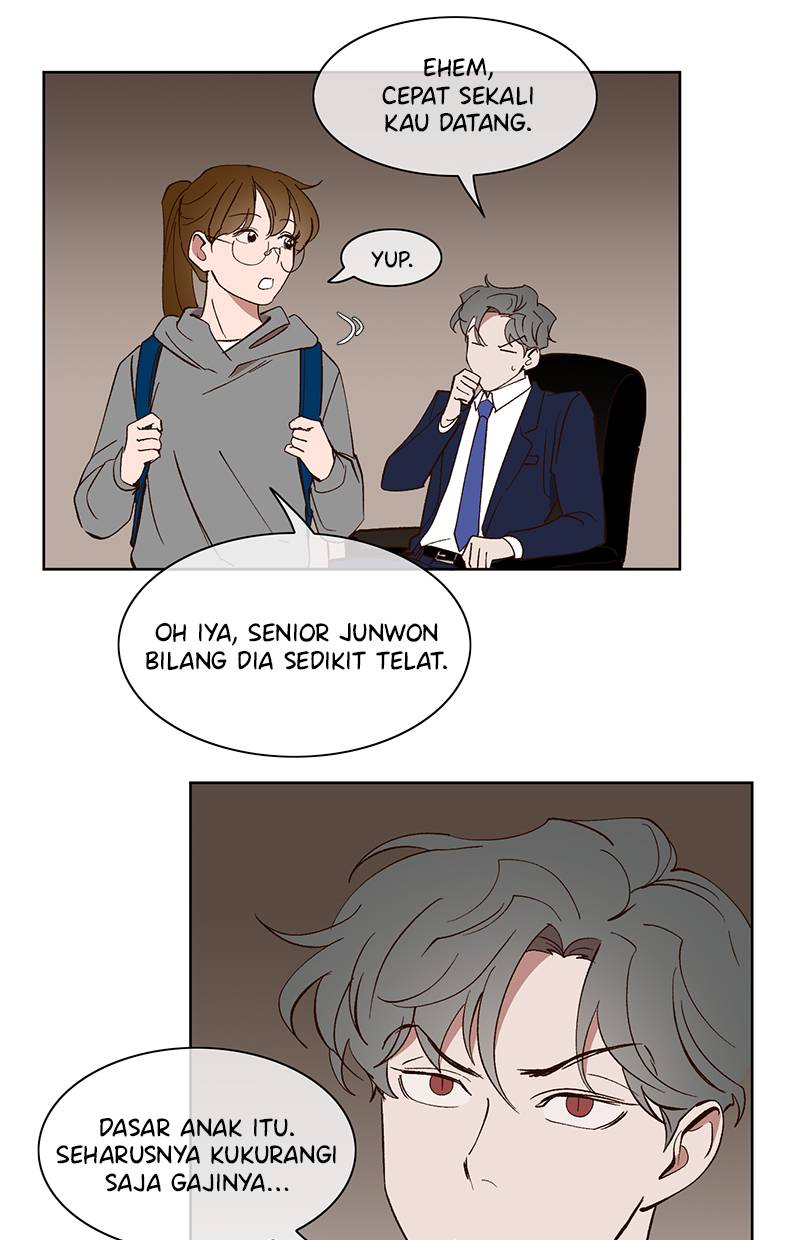 EHEM,
CEPAT SEKALI
KAU DATANG.
YUP.
OH IYA, SENIOR JUNWON
BILANG DIA SEDIKIT TELAT.
DASAR ANAK ITU.
SEHARUSNYA KUKURANGI
SAJA GAJINYA...